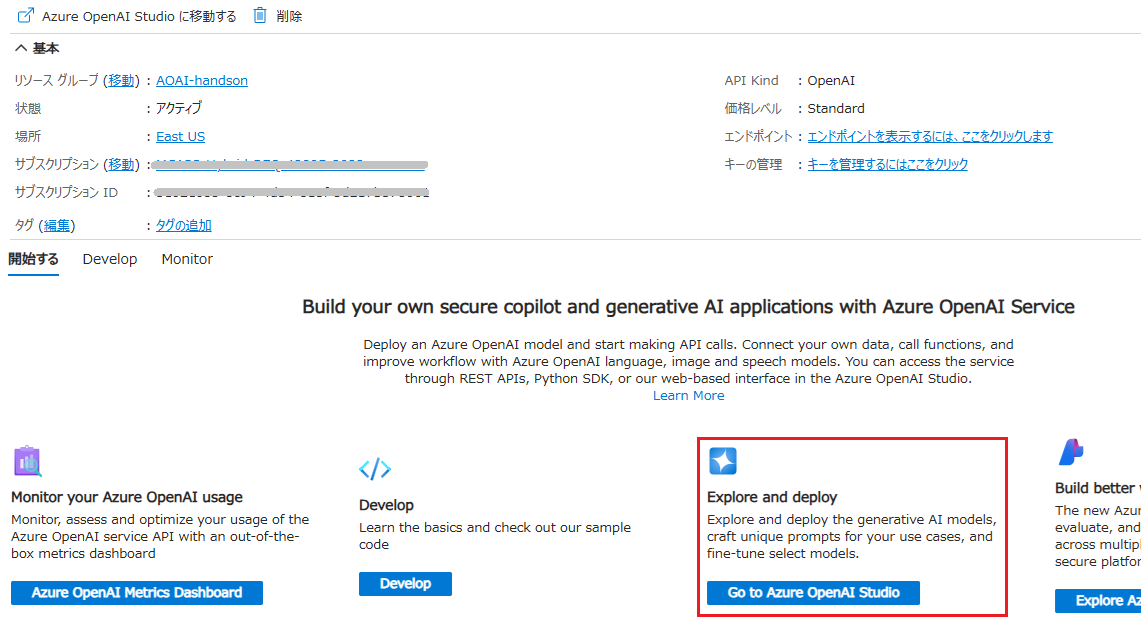 Azure OpenAI Studio に移動する 削除
基本
リソース グループ (移動) : AOAI-handson
状態 : アクティブ
場所 : East US
サブスクリプション (移動) :
サブスクリプション ID :
タグ (編集) : タグの追加
API Kind : OpenAI
価格レベル : Standard
エンドポイント : エンドポイントを表示するには、ここをクリックします
キーの管理 : キーを管理するにはここをクリック
開始する Develop Monitor
Build your own secure copilot and generative AI applications with Azure OpenAI Service
Deploy an Azure OpenAI model and start making API calls. Connect your own data, call functions, and
improve workflow with Azure OpenAI language, image and speech models. You can access the service
through REST APIs, Python SDK, or our web-based interface in the Azure OpenAI Studio.
Learn More
Monitor your Azure OpenAI usage
Monitor, assess and optimize your usage of the
Azure OpenAI service API with an out-of-the-
box metrics dashboard
Azure OpenAI Metrics Dashboard
Develop
Learn the basics and check out our sample
code
Develop
Explore and deploy
Explore and deploy the generative AI models,
craft unique prompts for your use cases, and
fine-tune select models.
Go to Azure OpenAI Studio
Build better
The new Azur
evaluate, and
across multipl
secure platfor
Explore Az